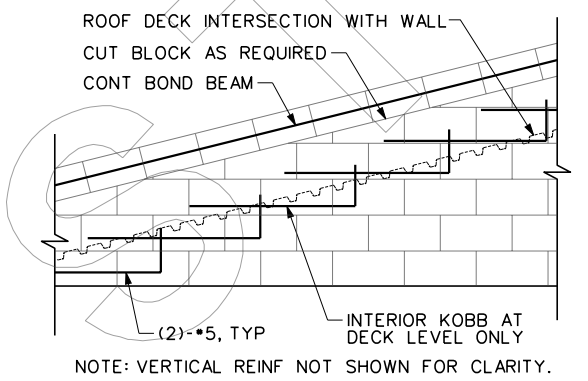 ROOF DECK INTERSECTION WITH WALL
CUT BLOCK AS REQUIRED
CONT BOND BEAM
(2)-#5, TYP
INTERIOR KOBB AT
DECK LEVEL ONLY
NOTE: VERTICAL REINF NOT SHOWN FOR CLARITY.